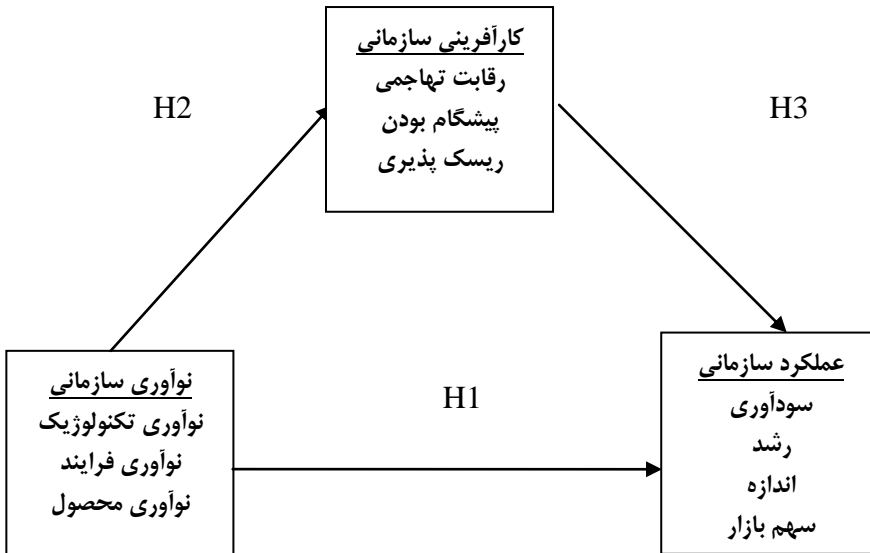 کارآفرینی سازمانی
رقابت تهاجمی
پیشگام بودن
ریسک پذیری
H2
H3
نوآوری سازمانی
نوآوری تکنولوژیک
نوآوری فرایند
نوآوری محصول
H1
عملکرد سازمانی
سودآوری
رشد
اندازه
سهم بازار